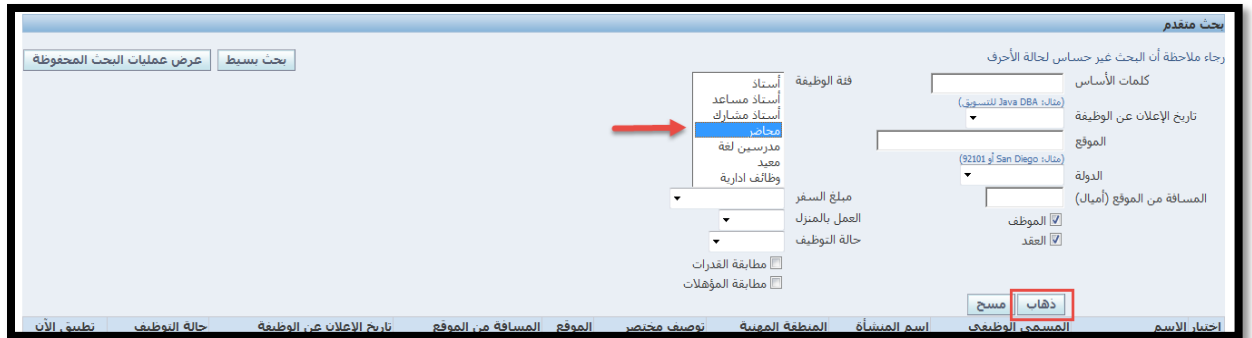 بحث متقدم
رجاء ملاحظة أن البحث غير حساس لحالة الأحرف
بحث بسيط
عرض عمليات البحث المحفوظة
كلمات الأساس
(مثال: Java DBA للتسويق)
تاريخ الإعلان عن الوظيفة
الموقع
(مثال: San Diego أو 92101)
الدولة
المسافة من الموقع (أميال)
الموظف
العقد
فئة الوظيفة
أستاذ
أستاذ مساعد
أستاذ مشارك
محاضر
مدرسين لغة
معيد
وظائف ادارية
مبلغ السفر
العمل بالمنزل
حالة التوظيف
مطابقة القدرات
مطابقة المؤهلات
ذهاب
مسح
اختيار الاسم المسمى الوظيفي اسم المنشأة المنطقة المهنية توصيف مختصر الموقع المسافة من الموقع تاريخ الإعلان عن الوظيفة حالة التوظيف تطبيق الآن